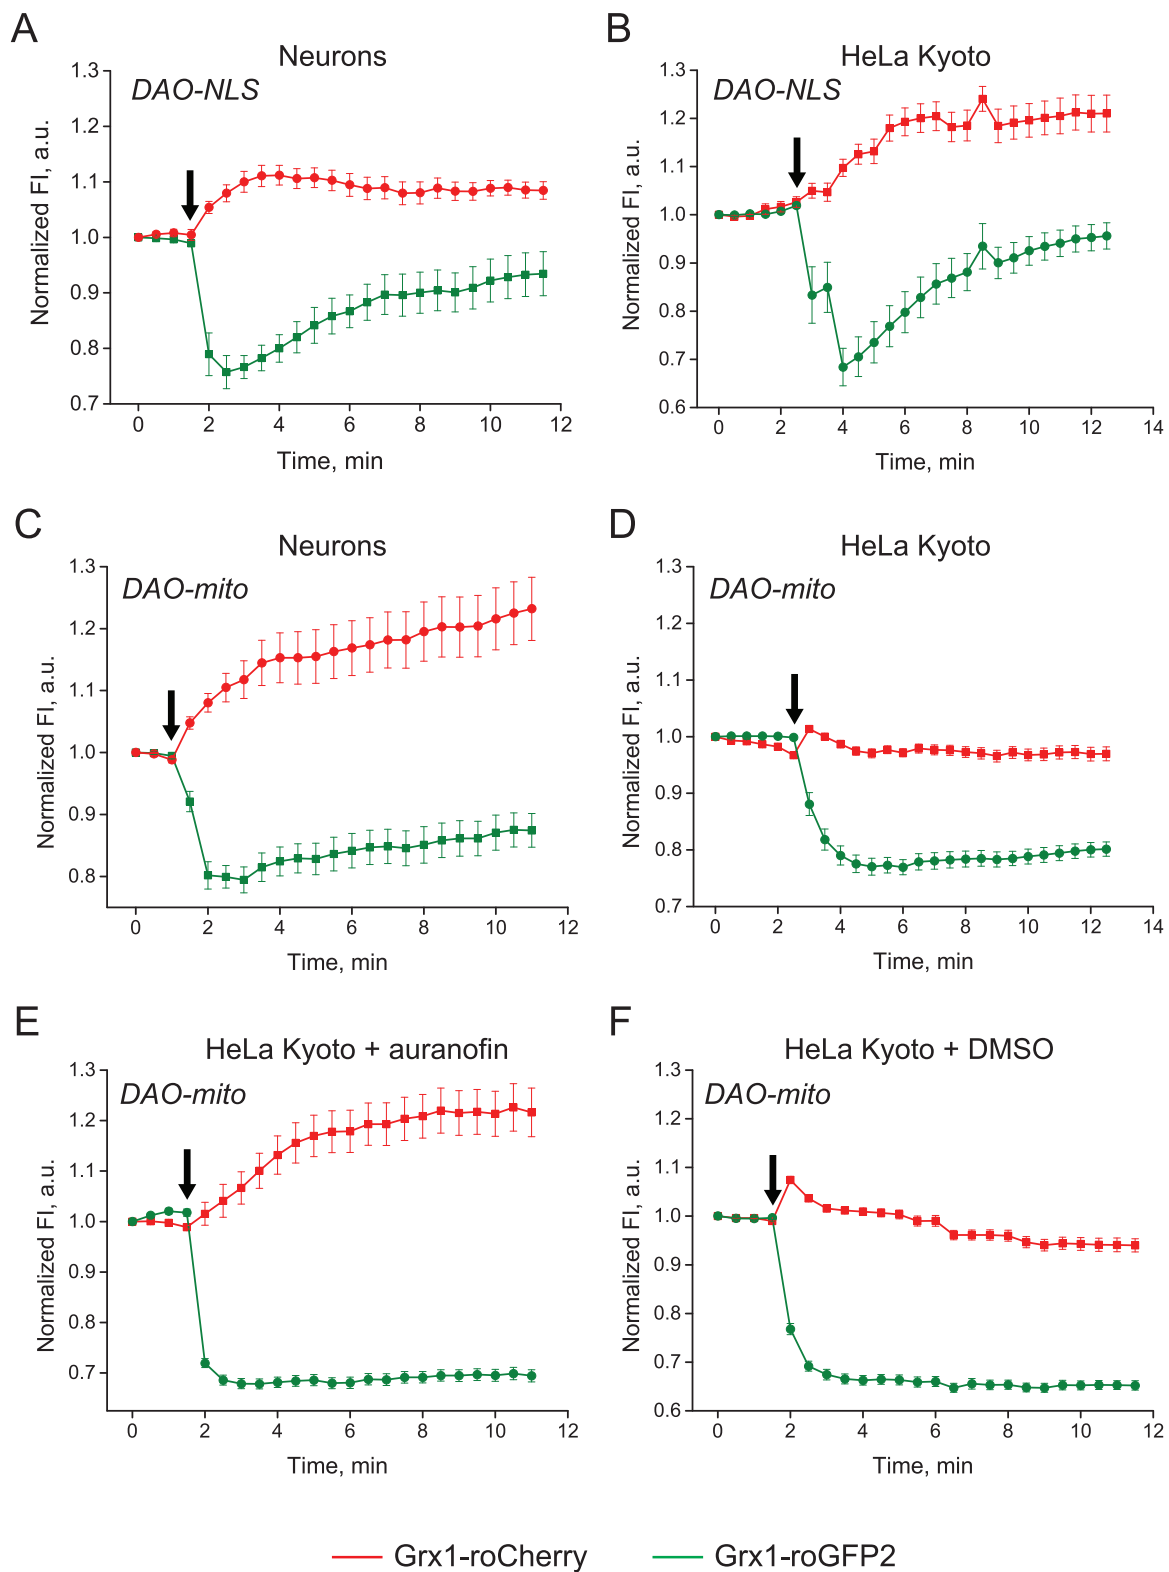 A
Neurons
DAO-NLS
Normalized FI, a.u.
1.3
1.2
1.1
1.0
0.9
0.8
0.7
0 2 4 6 8 10 12
Time, min
B
HeLa Kyoto
DAO-NLS
Normalized FI, a.u.
1.3
1.2
1.1
1.0
0.9
0.8
0.7
0.6
0 2 4 6 8 10 12 14
Time, min
C
Neurons
DAO-mito
Normalized FI, a.u.
1.3
1.2
1.1
1.0
0.9
0.8
0 2 4 6 8 10 12
Time, min
D
HeLa Kyoto
DAO-mito
Normalized FI, a.u.
1.3
1.2
1.1
1.0
0.9
0.8
0.7
0 2 4 6 8 10 12 14
Time, min
E
HeLa Kyoto + auranofin
DAO-mito
Normalized FI, a.u.
1.3
1.2
1.1
1.0
0.9
0.8
0.7
0 2 4 6 8 10 12
Time, min
F
HeLa Kyoto + DMSO
DAO-mito
Normalized FI, a.u.
1.3
1.2
1.1
1.0
0.9
0.8
0.7
0.6
0 2 4 6 8 10 12
Time, min
Grx1-roCherry Grx1-roGFP2